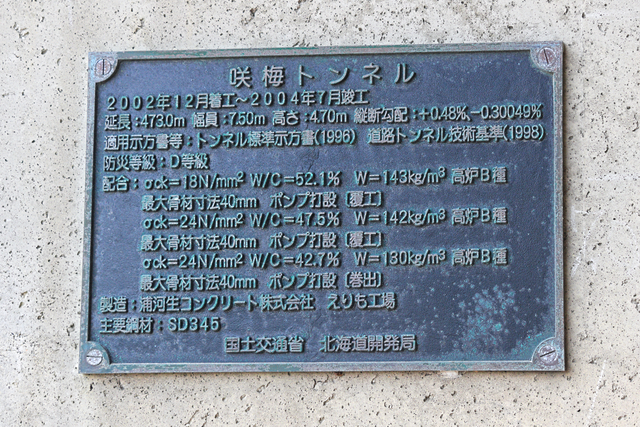 咲梅トンネル
2002年12月着工～2004年7月竣工
延長:473.0m 幅員:7.50m 高さ:4.70m 縦断勾配:+0.48%,-0.30049%
適用示方書等:トンネル標準示方書(1996) 道路トンネル技術基準(1998)
防災等級:D等級
配合:σck=18N/mm² W/C=52.1% W=143kg/m³ 高炉B種
最大骨材寸法40mm ポンプ打設〔覆工〕
σck=24N/mm² W/C=47.5% W=142kg/m³ 高炉B種
最大骨材寸法40mm ポンプ打設〔覆工〕
σck=24N/mm² W/C=42.7% W=180kg/m³ 高炉B種
最大骨材寸法40mm ポンプ打設〔巻出〕
製造:浦河生コンクリート株式会社 えりも工場
主要鋼材:SD345
国土交通省 北海道開発局